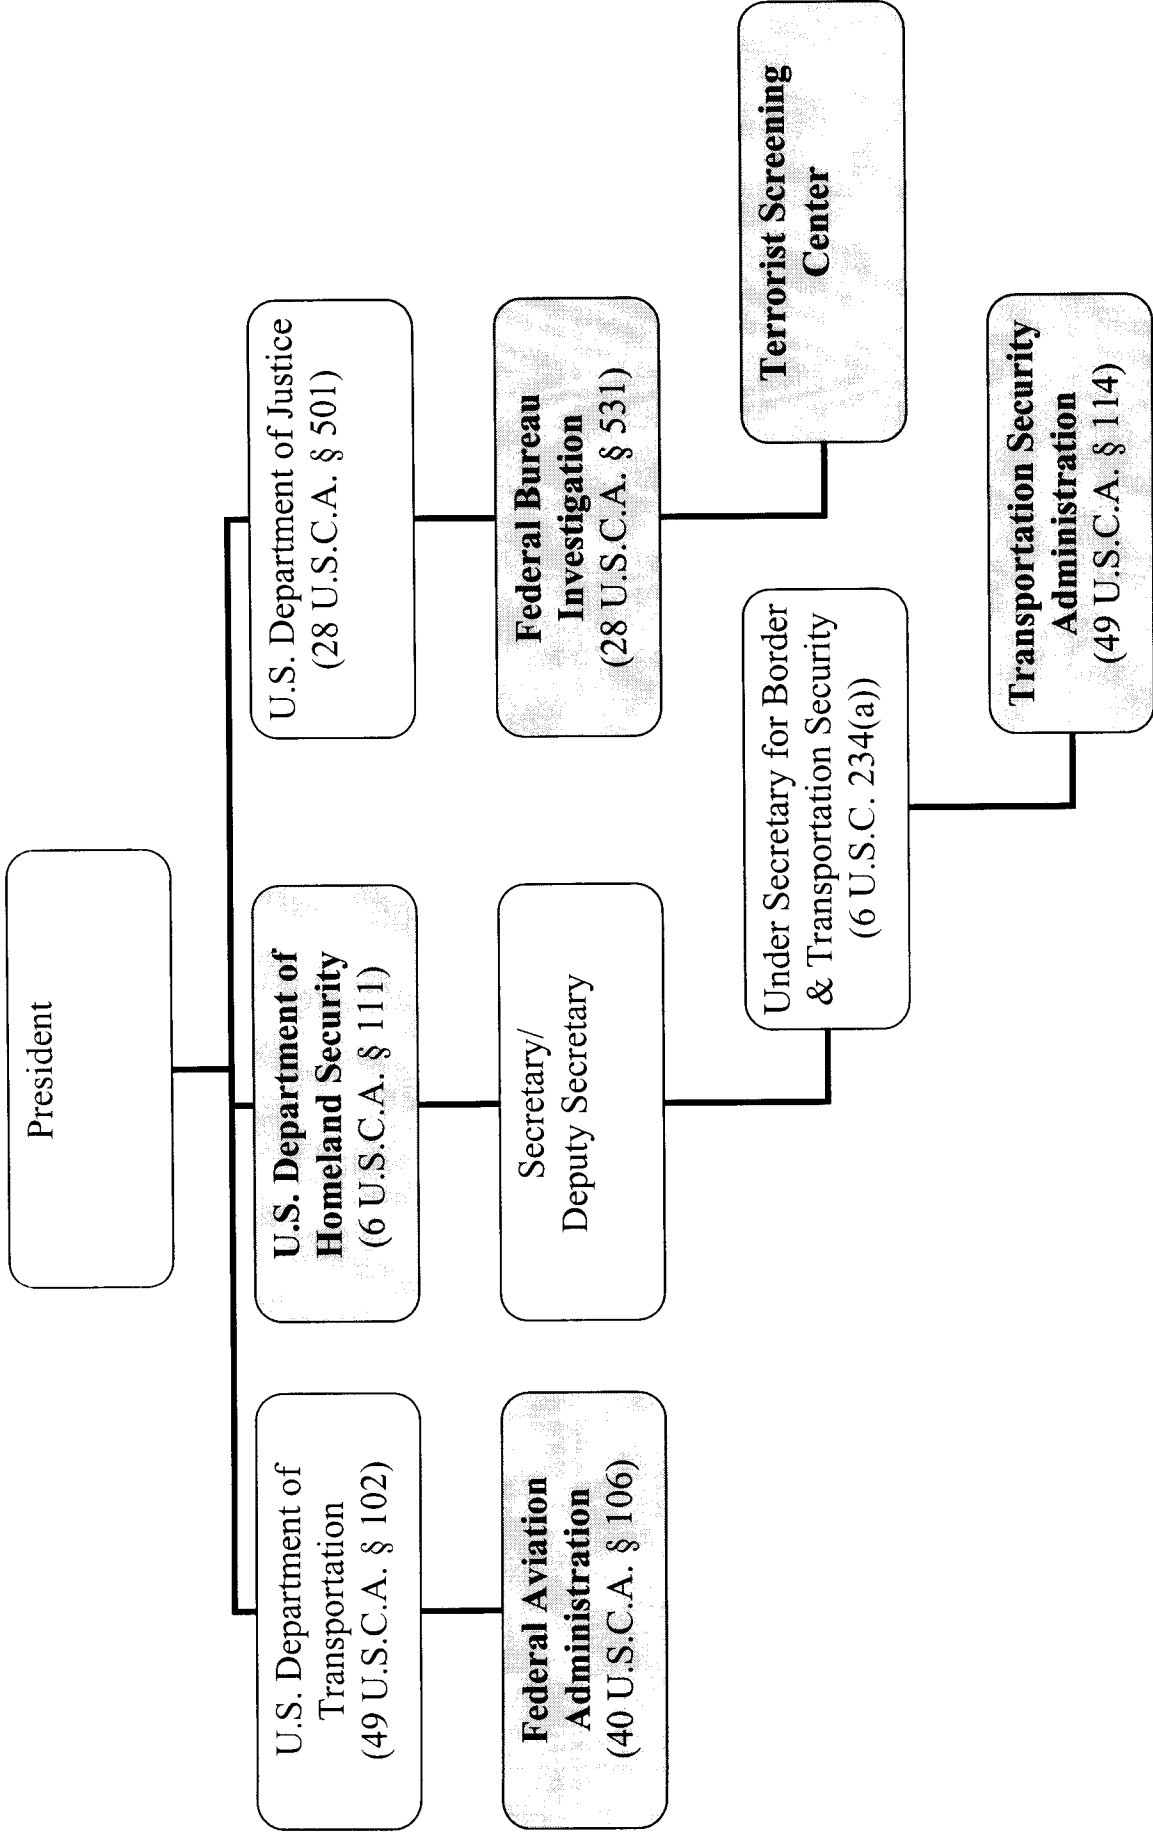 President
U.S. Department of
Transportation
(49 U.S.C.A. § 102)
U.S. Department of
Homeland Security
(6 U.S.C.A. § 111)
U.S. Department of Justice
(28 U.S.C.A. § 501)
Federal Aviation
Administration
(40 U.S.C.A. § 106)
Secretary/
Deputy Secretary
Federal Bureau
Investigation
(28 U.S.C.A. § 531)
Under Secretary for Border
& Transportation Security
(6 U.S.C. 234(a))
Terrorist Screening
Center
Transportation Security
Administration
(49 U.S.C.A. § 114)